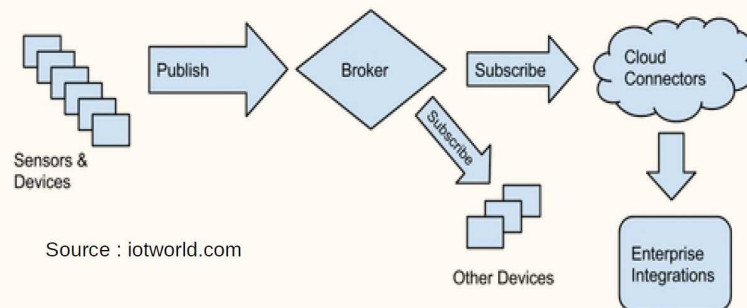 Publish
Broker
Subscribe
Cloud
Connectors
Subscribe
Sensors &
Devices
Source : iotworld.com
Other Devices
Enterprise
Integrations